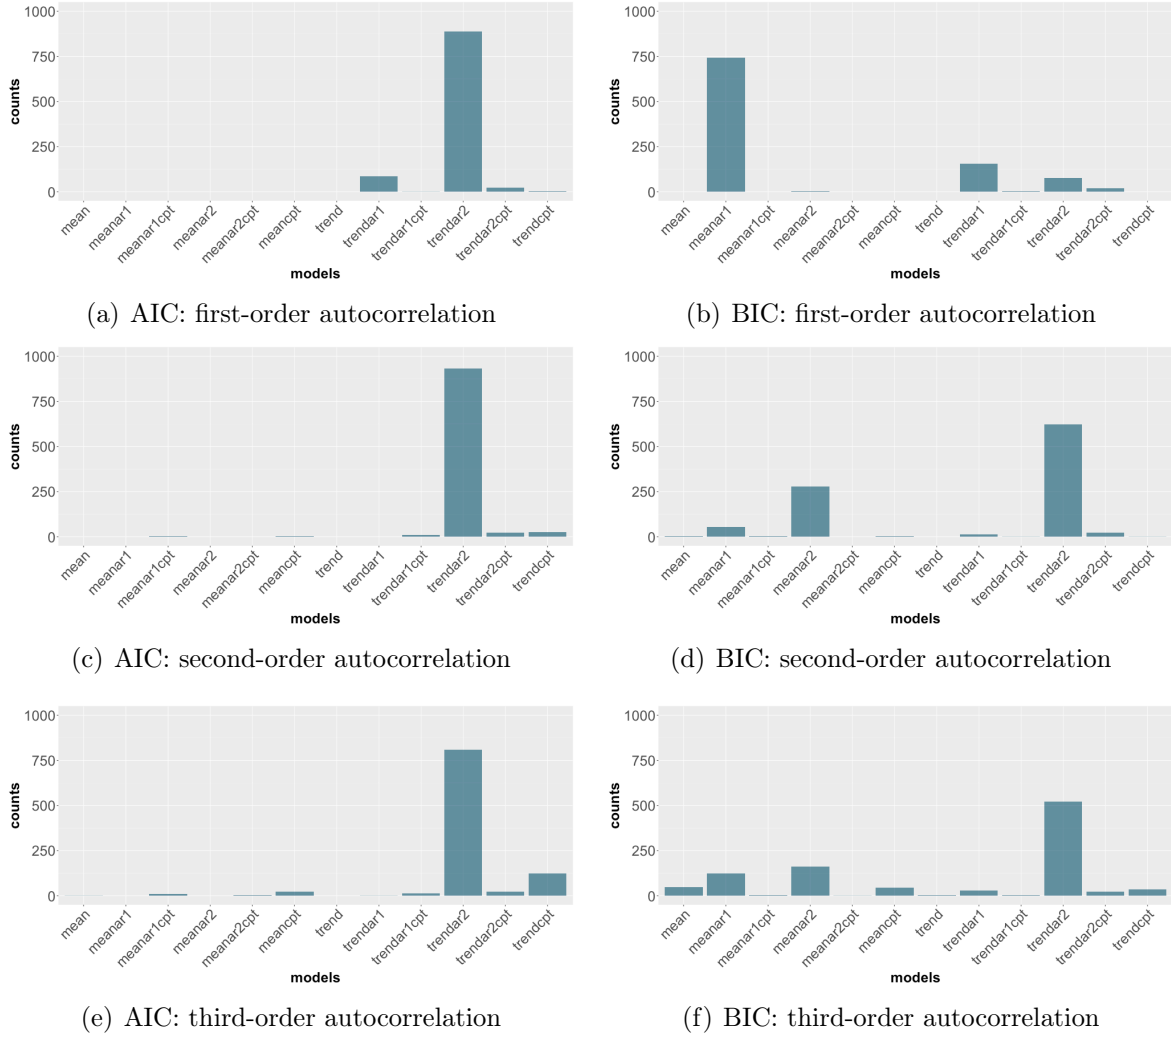 1000
750
500
250
0
counts
mean
meanar1
meanar1cpt
meanar2
meanar2cpt
meancpt
trend
trendar1
trendar1cpt
trendar2
trendar2cpt
trendcpt
models
(a) AIC: first-order autocorrelation
1000
750
500
250
0
counts
mean
meanar1
meanar1cpt
meanar2
meanar2cpt
meancpt
trend
trendar1
trendar1cpt
trendar2
trendar2cpt
trendcpt
models
(b) BIC: first-order autocorrelation
1000
750
500
250
0
counts
mean
meanar1
meanar1cpt
meanar2
meanar2cpt
meancpt
trend
trendar1
trendar1cpt
trendar2
trendar2cpt
trendcpt
models
(c) AIC: second-order autocorrelation
1000
750
500
250
0
counts
mean
meanar1
meanar1cpt
meanar2
meanar2cpt
meancpt
trend
trendar1
trendar1cpt
trendar2
trendar2cpt
trendcpt
models
(d) BIC: second-order autocorrelation
1000
750
500
250
0
counts
mean
meanar1
meanar1cpt
meanar2
meanar2cpt
meancpt
trend
trendar1
trendar1cpt
trendar2
trendar2cpt
trendcpt
models
(e) AIC: third-order autocorrelation
1000
750
500
250
0
counts
mean
meanar1
meanar1cpt
meanar2
meanar2cpt
meancpt
trend
trendar1
trendar1cpt
trendar2
trendar2cpt
trendcpt
models
(f) BIC: third-order autocorrelation